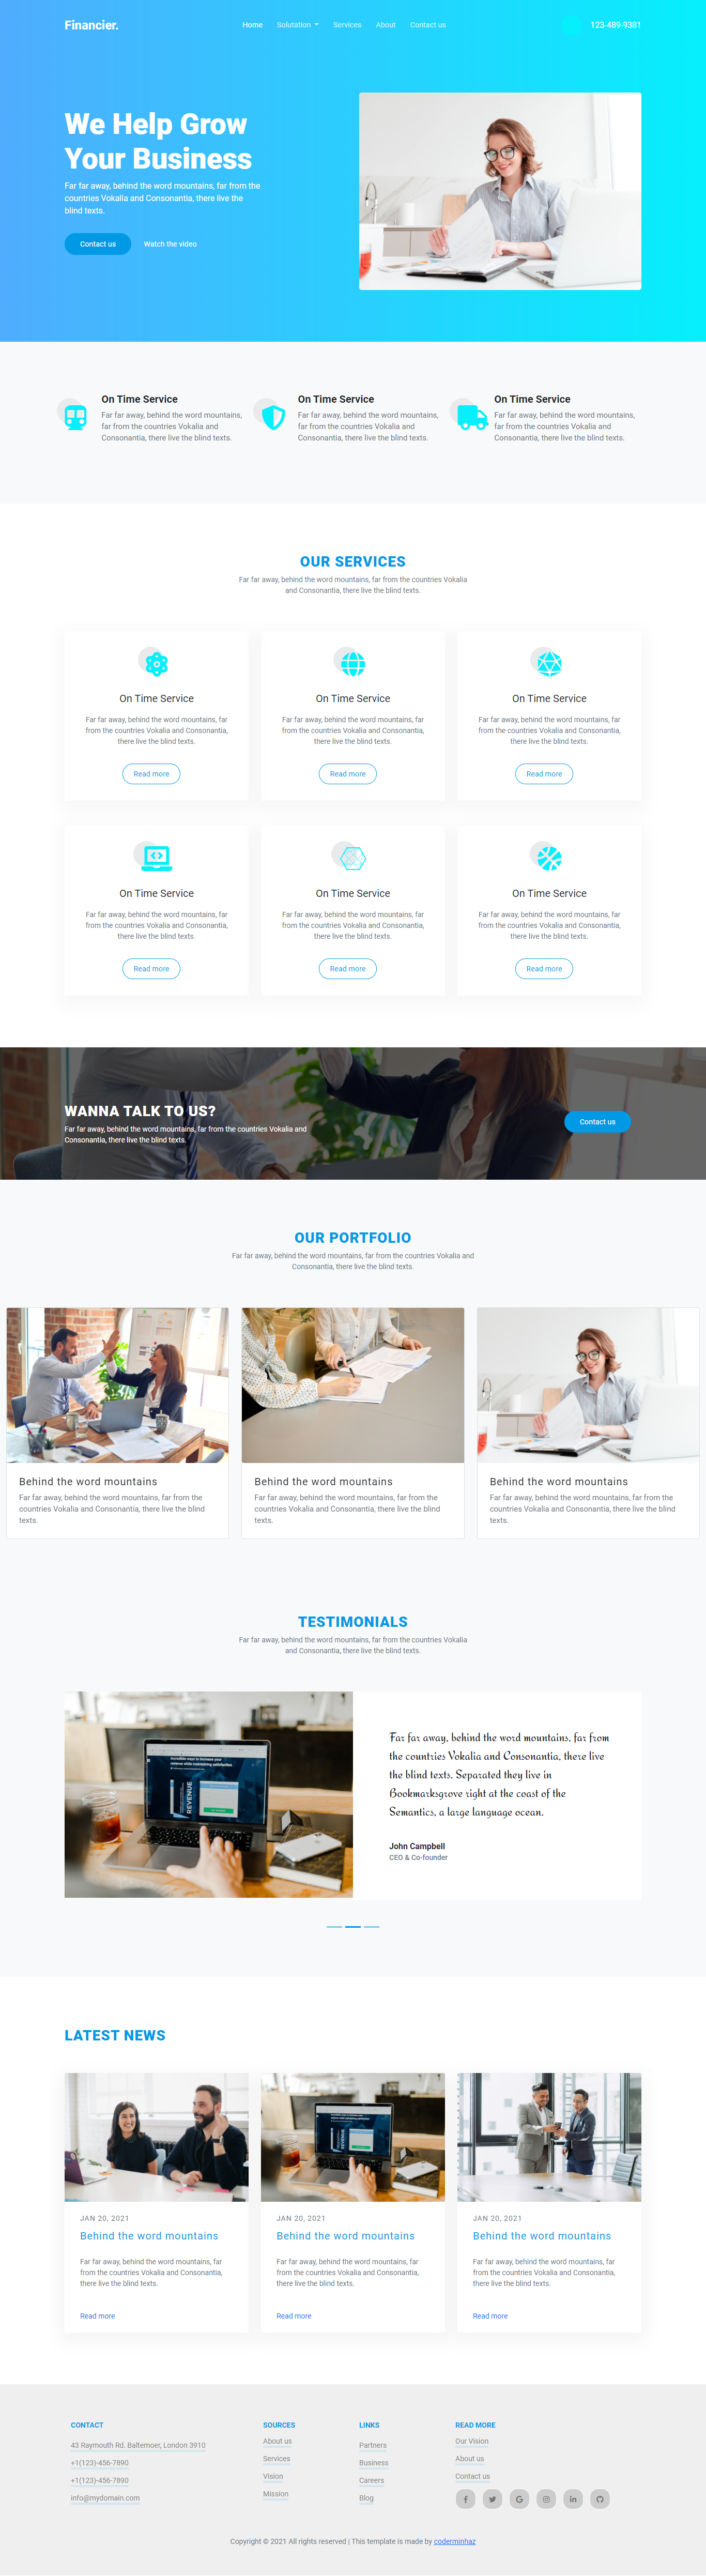 Financier.
Home Solutation Services About Contact us
123-489-9381
We Help Grow
Your Business
Far far away, behind the word mountains, far from the
countries Vokalia and Consonantia, there live the
blind texts.
Contact us
Watch the video
On Time Service
Far far away, behind the word mountains,
far from the countries Vokalia and
Consonantia, there live the blind texts.
On Time Service
Far far away, behind the word mountains,
far from the countries Vokalia and
Consonantia, there live the blind texts.
On Time Service
Far far away, behind the word mountains,
far from the countries Vokalia and
Consonantia, there live the blind texts.
OUR SERVICES
Far far away, behind the word mountains, far from the countries Vokalia
and Consonantia, there live the blind texts.
On Time Service
Far far away, behind the word mountains, far
from the countries Vokalia and Consonantia,
there live the blind texts.
Read more
On Time Service
Far far away, behind the word mountains, far
from the countries Vokalia and Consonantia,
there live the blind texts.
Read more
On Time Service
Far far away, behind the word mountains, far
from the countries Vokalia and Consonantia,
there live the blind texts.
Read more
On Time Service
Far far away, behind the word mountains, far
from the countries Vokalia and Consonantia,
there live the blind texts.
Read more
On Time Service
Far far away, behind the word mountains, far
from the countries Vokalia and Consonantia,
there live the blind texts.
Read more
On Time Service
Far far away, behind the word mountains, far
from the countries Vokalia and Consonantia,
there live the blind texts.
Read more
WANNA TALK TO US?
Far far away, behind the word mountains, far from the countries Vokalia and
Consonantia, there live the blind texts.
Contact us
OUR PORTFOLIO
Far far away, behind the word mountains, far from the countries Vokalia and
Consonantia, there live the blind texts.
Behind the word mountains
Far far away, behind the word mountains, far from the
countries Vokalia and Consonantia, there live the blind
texts.
Behind the word mountains
Far far away, behind the word mountains, far from the
countries Vokalia and Consonantia, there live the blind
texts.
Behind the word mountains
Far far away, behind the word mountains, far from the
countries Vokalia and Consonantia, there live the blind
texts.
TESTIMONIALS
Far far away, behind the word mountains, far from the countries Vokalia
and Consonantia, there live the blind texts.
REVENUE
Far far away, behind the word mountains, far from
the countries Vokalia and Consonantia, there live
the blind texts. Separated they live in
Bookmarksgrove right at the coast of the
Semantics, a large language ocean.
John Campbell
CEO & Co-founder
LATEST NEWS
JAN 20, 2021
Behind the word mountains
Far far away, behind the word mountains, far
from the countries Vokalia and Consonantia,
there live the blind texts.
Read more
JAN 20, 2021
Behind the word mountains
Far far away, behind the word mountains, far
from the countries Vokalia and Consonantia,
there live the blind texts.
Read more
JAN 20, 2021
Behind the word mountains
Far far away, behind the word mountains, far
from the countries Vokalia and Consonantia,
there live the blind texts.
Read more
CONTACT
43 Raymouth Rd. Baltemoer, London 3910
+1(123)-456-7890
+1(123)-456-7890
info@mydomain.com
SOURCES
About us
Services
Vision
Mission
LINKS
Partners
Business
Careers
Blog
READ MORE
Our Vision
About us
Contact us
Copyright © 2021 All rights reserved | This template is made by coderminhaz